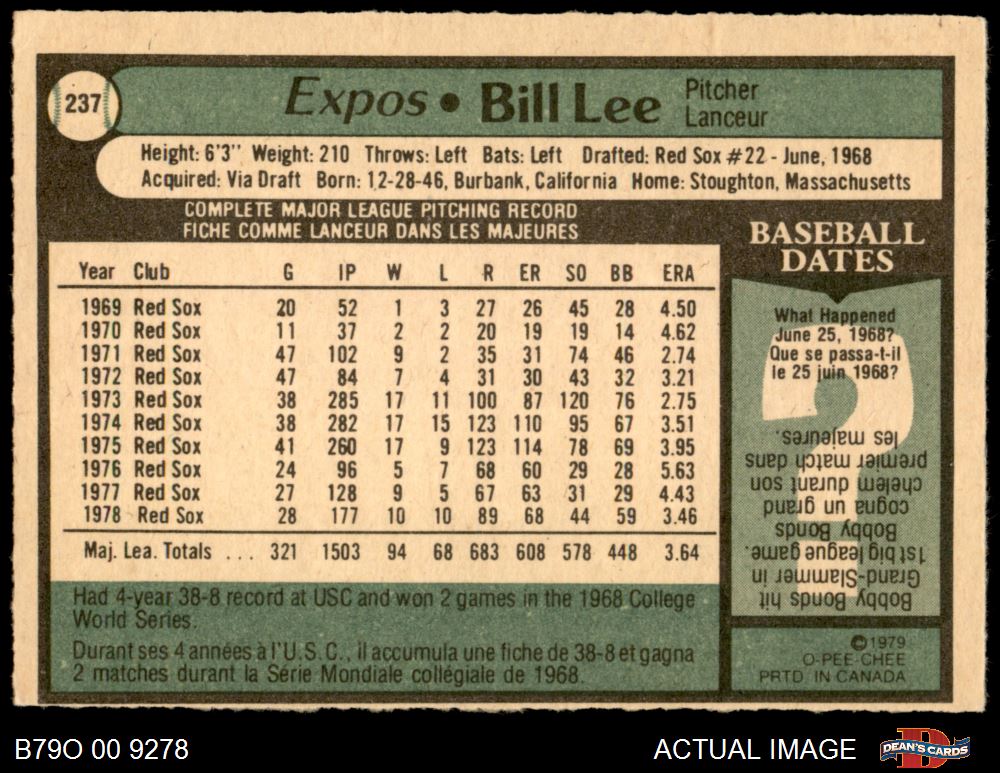 237
Expos • Bill Lee Pitcher
Lanceur
Height: 6'3" Weight: 210 Throws: Left Bats: Left Drafted: Red Sox #22 - June, 1968
Acquired: Via Draft Born: 12-28-46, Burbank, California Home: Stoughton, Massachusetts
COMPLETE MAJOR LEAGUE PITCHING RECORD
FICHE COMME LANCEUR DANS LES MAJEURES
Year Club G IP W L R ER SO BB ERA
1969 Red Sox 20 52 1 3 27 26 45 28 4.50
1970 Red Sox 11 37 2 2 20 19 19 14 4.62
1971 Red Sox 47 102 9 2 35 31 74 46 2.74
1972 Red Sox 47 84 7 4 31 30 43 32 3.21
1973 Red Sox 38 285 17 11 100 87 120 76 2.75
1974 Red Sox 38 282 17 15 123 110 95 67 3.51
1975 Red Sox 41 260 17 9 123 114 78 69 3.95
1976 Red Sox 24 96 5 7 68 60 29 28 5.63
1977 Red Sox 27 128 9 5 67 63 31 29 4.43
1978 Red Sox 28 177 10 10 89 68 44 59 3.46
Maj. Lea. Totals ... 321 1503 94 68 683 608 578 448 3.64
Had 4-year 38-8 record at USC and won 2 games in the 1968 College
World Series.
Durant ses 4 années à l'U.S.C., il accumula une fiche de 38-8 et gagna
2 matches durant la Série Mondiale collégiale de 1968.
BASEBALL
DATES
What Happened
June 25, 1968?
Que se passa-t-il
le 25 juin 1968?
Bobby Bonds hit
Grand-Slammer in
1st big league game.
Bobby Bonds
cogna un grand
chelem durant son
premier match dans
les majeures.
©1979
O-PEE-CHEE
PRTD IN CANADA
B79O 00 9278
ACTUAL IMAGE
DEAN'S CARDS